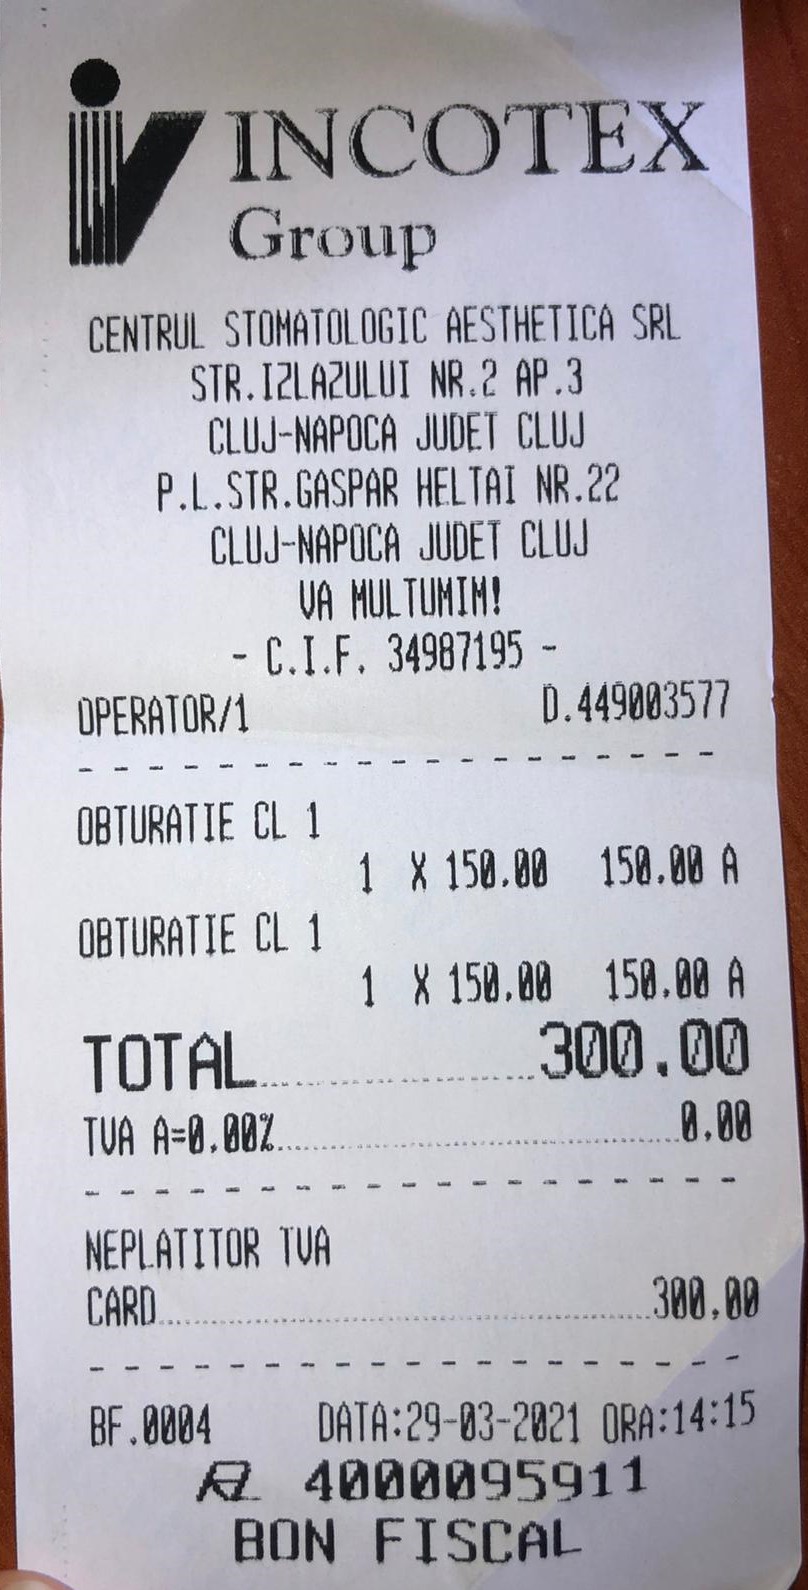 INCOTEX
Group
CENTRUL STOMATOLOGIC AESTHETICA SRL
STR.IZLAZULUI NR.2 AP.3
CLUJ-NAPOCA JUDET CLUJ
P.L.STR.GASPAR HELTAI NR.22
CLUJ-NAPOCA JUDET CLUJ
VA MULTUMIM!
- C.I.F. 34987195 -
OPERATOR/1 D.449003577
OBTURATIE CL 1
1 X 150.00 150.00 A
OBTURATIE CL 1
1 X 150.00 150.00 A
TOTAL 300.00
TVA A=0.00% 0.00
NEPLATITOR TVA
CARD 300.00
BF.0004 DATA:29-03-2021 ORA:14:15
4000095911
BON FISCAL